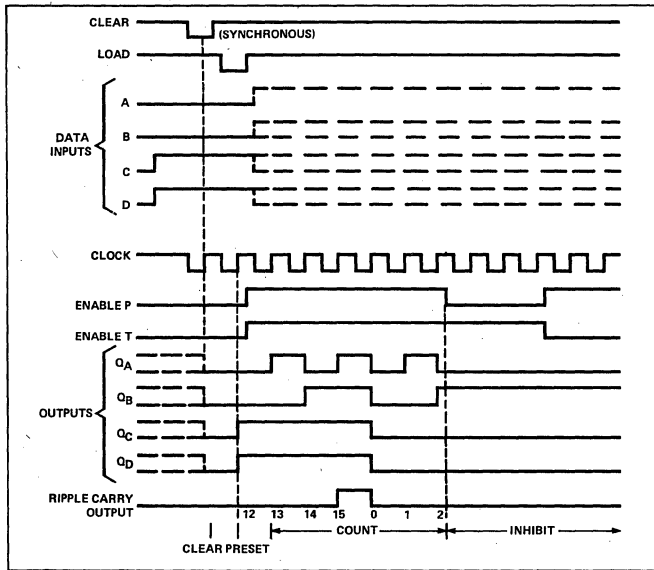 CLEAR
(SYNCHRONOUS)
LOAD
A
B
DATA
INPUTS
C
D
CLOCK
ENABLE P
ENABLE T
QA
QB
OUTPUTS
QC
QD
RIPPLE CARRY
OUTPUT
12 13 14 15 0 1 2
COUNT INHIBIT
CLEAR PRESET